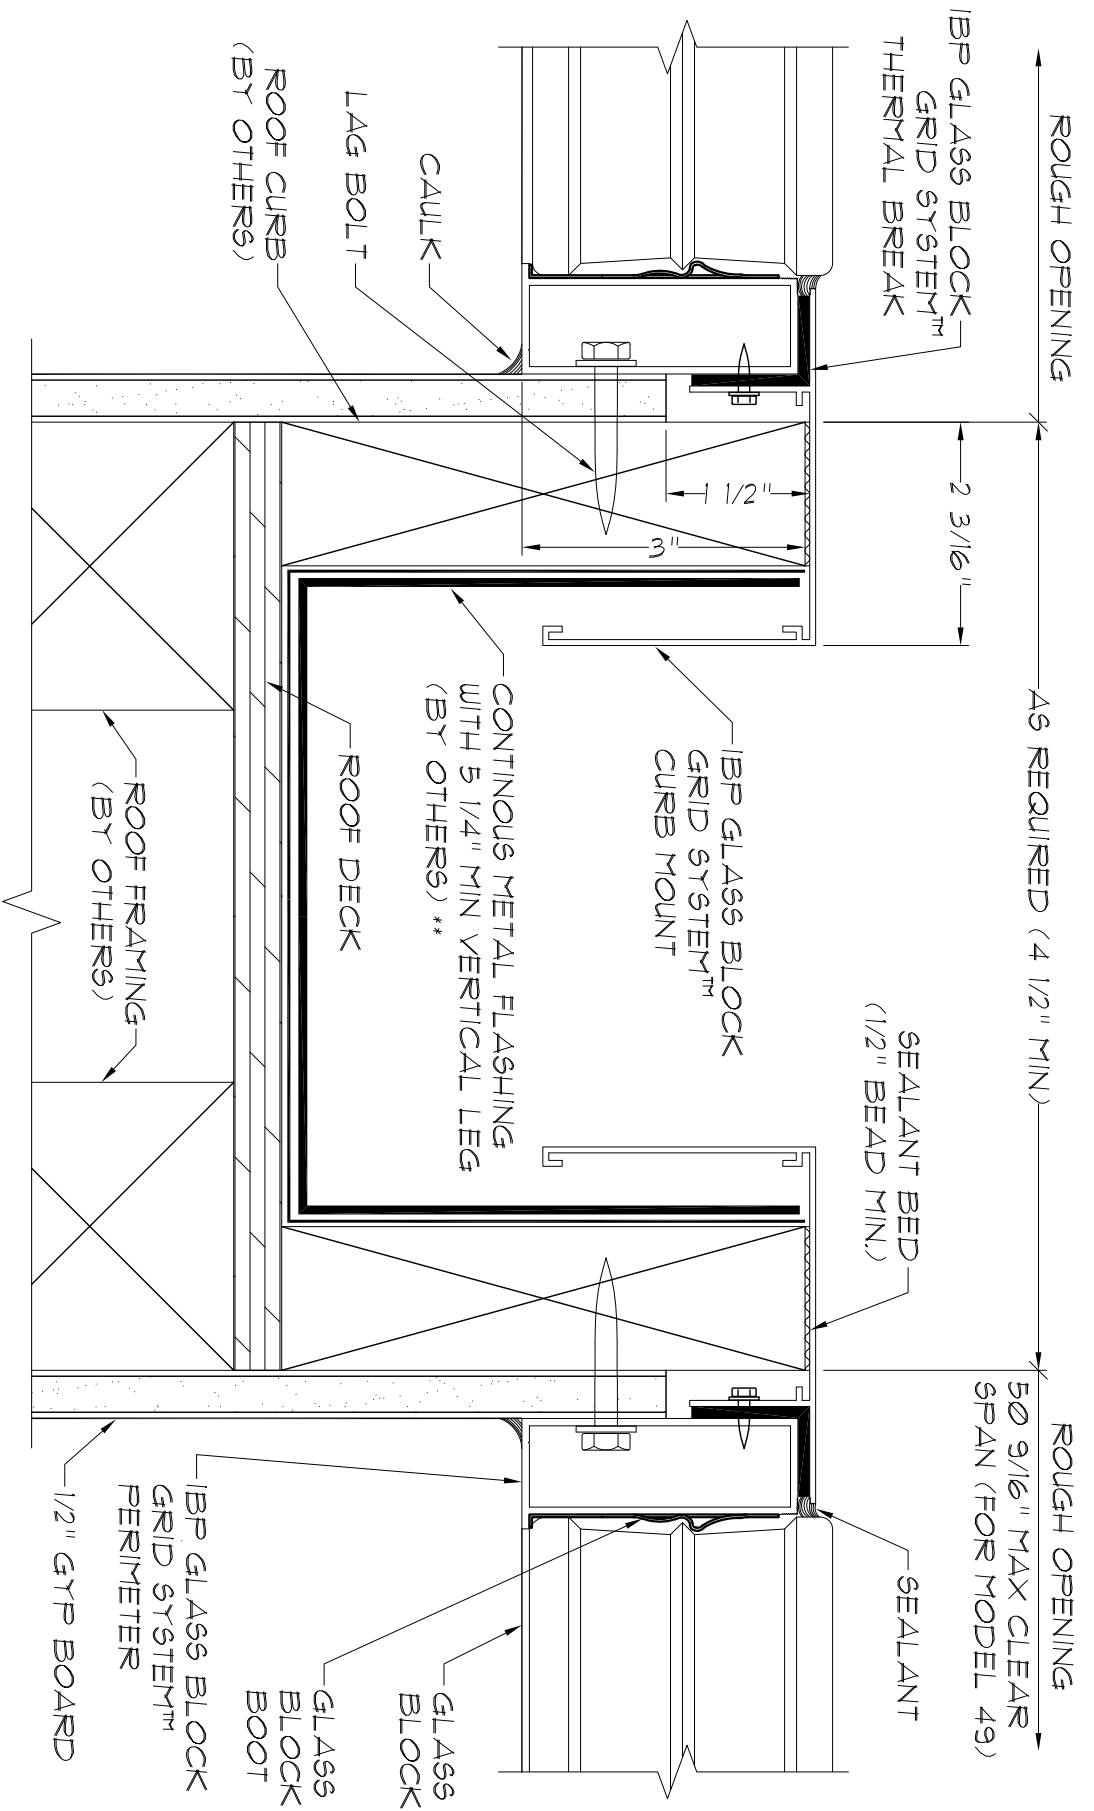 ROUGH OPENING
AS REQUIRED (4 1/2" MIN)
ROUGH OPENING
50 9/16" MAX CLEAR
SPAN (FOR MODEL 49)
IBP GLASS BLOCK
GRID SYSTEM™
THERMAL BREAK
2 3/16"
SEALANT BED
(1/2" BEAD MIN.)
SEALANT
1 1/2"
3"
IBP GLASS BLOCK
GRID SYSTEM™
CURB MOUNT
CAULK
LAG BOLT
ROOF CURB
(BY OTHERS)
CONTINOUS METAL FLASHING
WITH 5 1/4" MIN VERTICAL LEG
(BY OTHERS) **
ROOF DECK
ROOF FRAMING
(BY OTHERS)
GLASS
BLOCK
GLASS
BLOCK
BOOT
IBP GLASS BLOCK
GRID SYSTEM™
PERIMETER
1/2" GYP BOARD